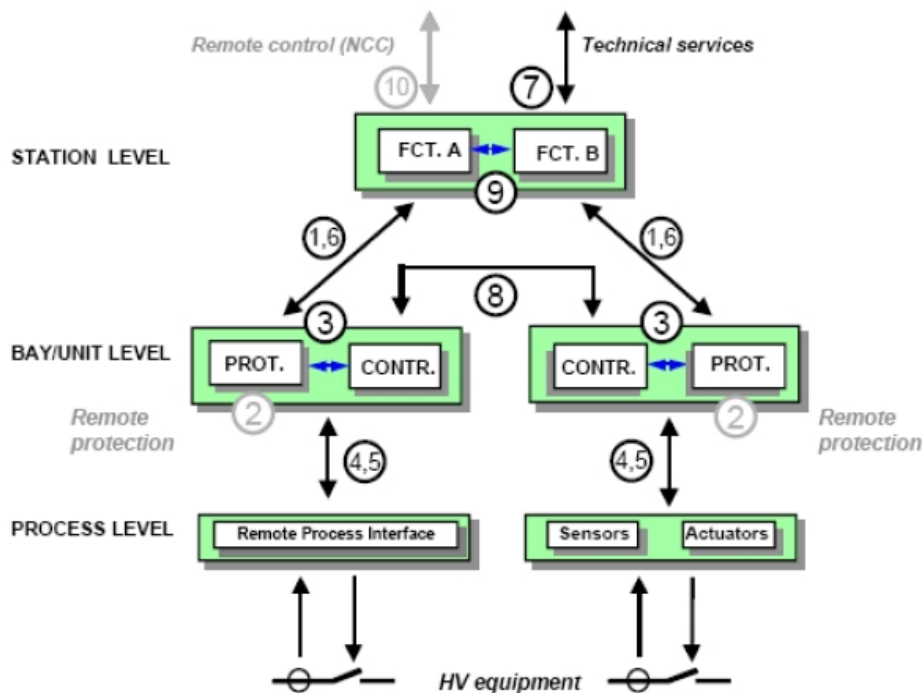 Remote control (NCC)
Technical services
10
7
STATION LEVEL
FCT. A
FCT. B
9
1,6
1,6
8
3
3
BAY/UNIT LEVEL
PROT.
CONTR.
CONTR.
PROT.
2
2
Remote
protection
Remote
protection
4,5
4,5
PROCESS LEVEL
Remote Process Interface
Sensors
Actuators
HV equipment